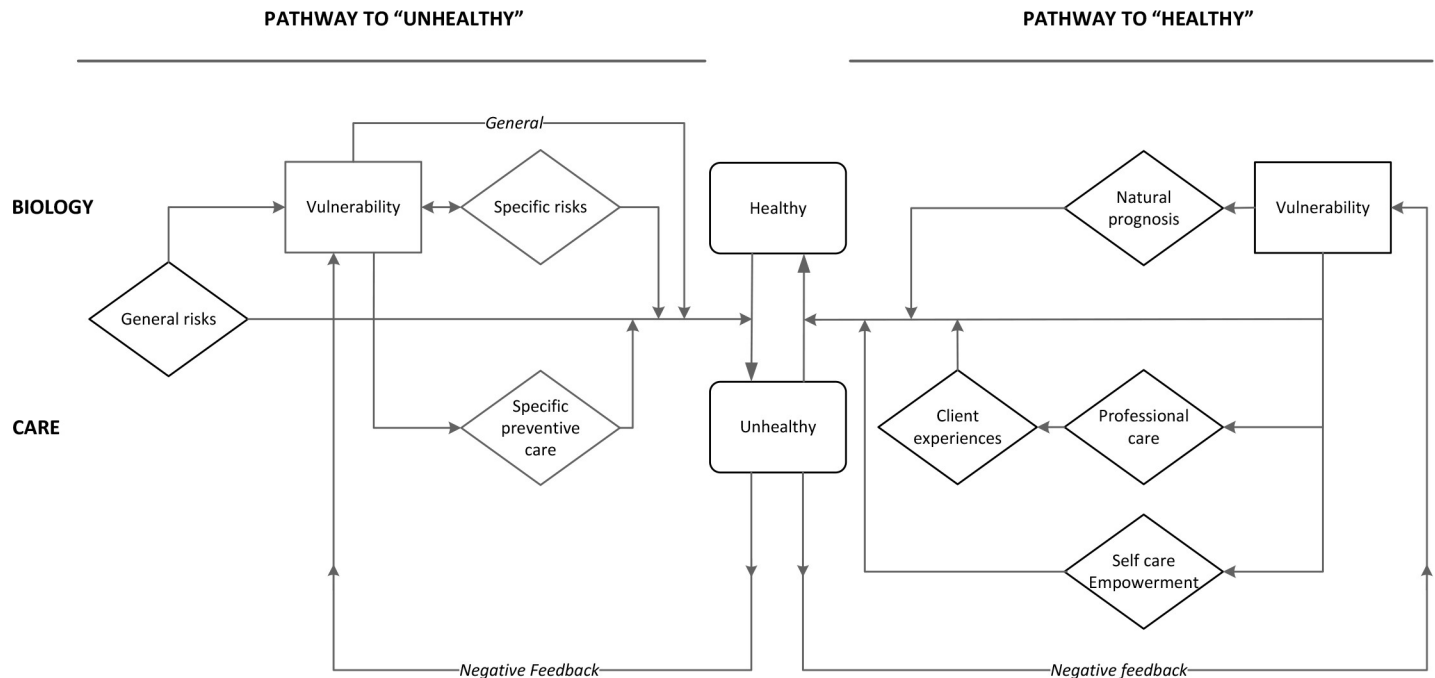 PATHWAY TO “UNHEALTHY”
PATHWAY TO “HEALTHY”
General
BIOLOGY
Vulnerability
Specific risks
Healthy
Natural
prognosis
Vulnerability
General risks
CARE
Specific
preventive
care
Unhealthy
Client
experiences
Professional
care
Self care
Empowerment
Negative Feedback
Negative feedback